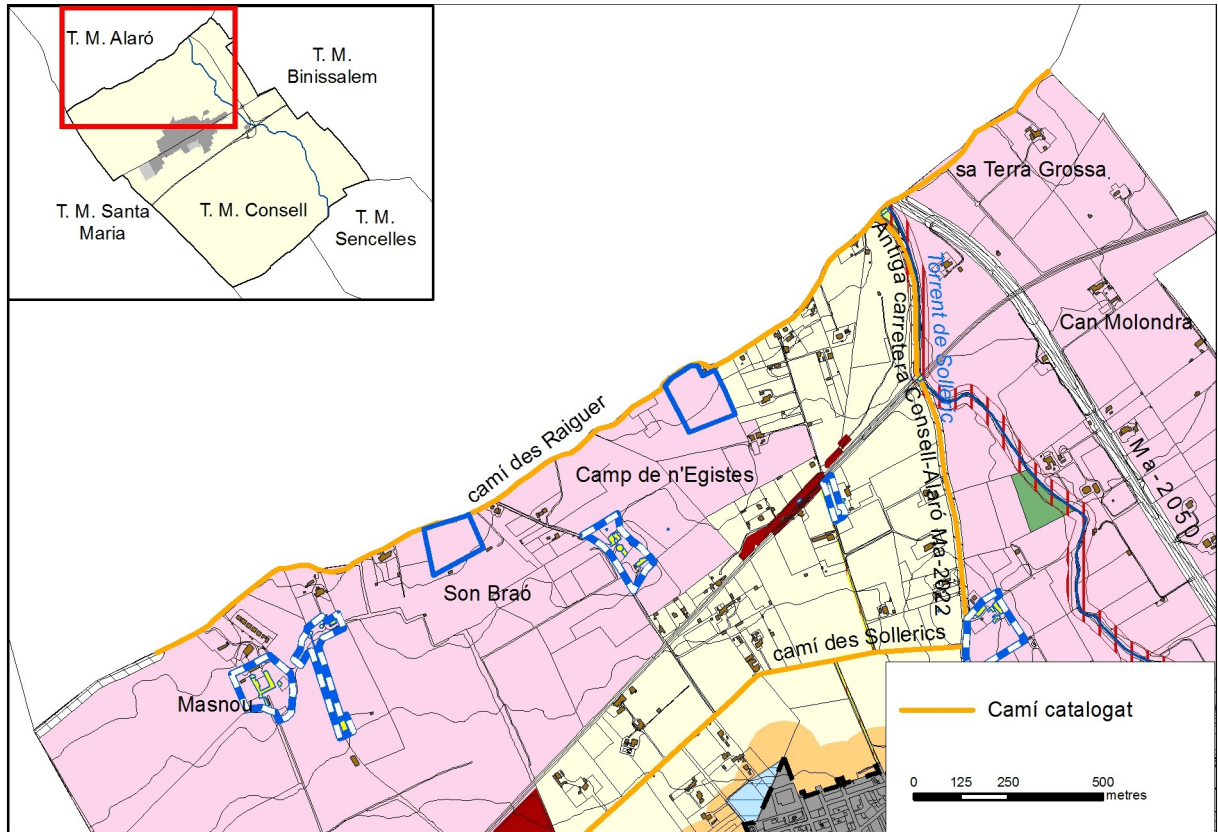 T. M. Alaró
T. M.
Binissalem
T. M. Santa
Maria
T. M. Consell
T. M.
Sencelles
sa Terra Grossa
Antiga carretera Consell-Alaró Ma-2022
Torrent de Solleric
Can Molondra
camí des Raiguer
Camp de n'Egistes
Ma-2050
Son Braó
camí des Sollerics
Masnou
Camí catalogat
0 125 250 500
metres